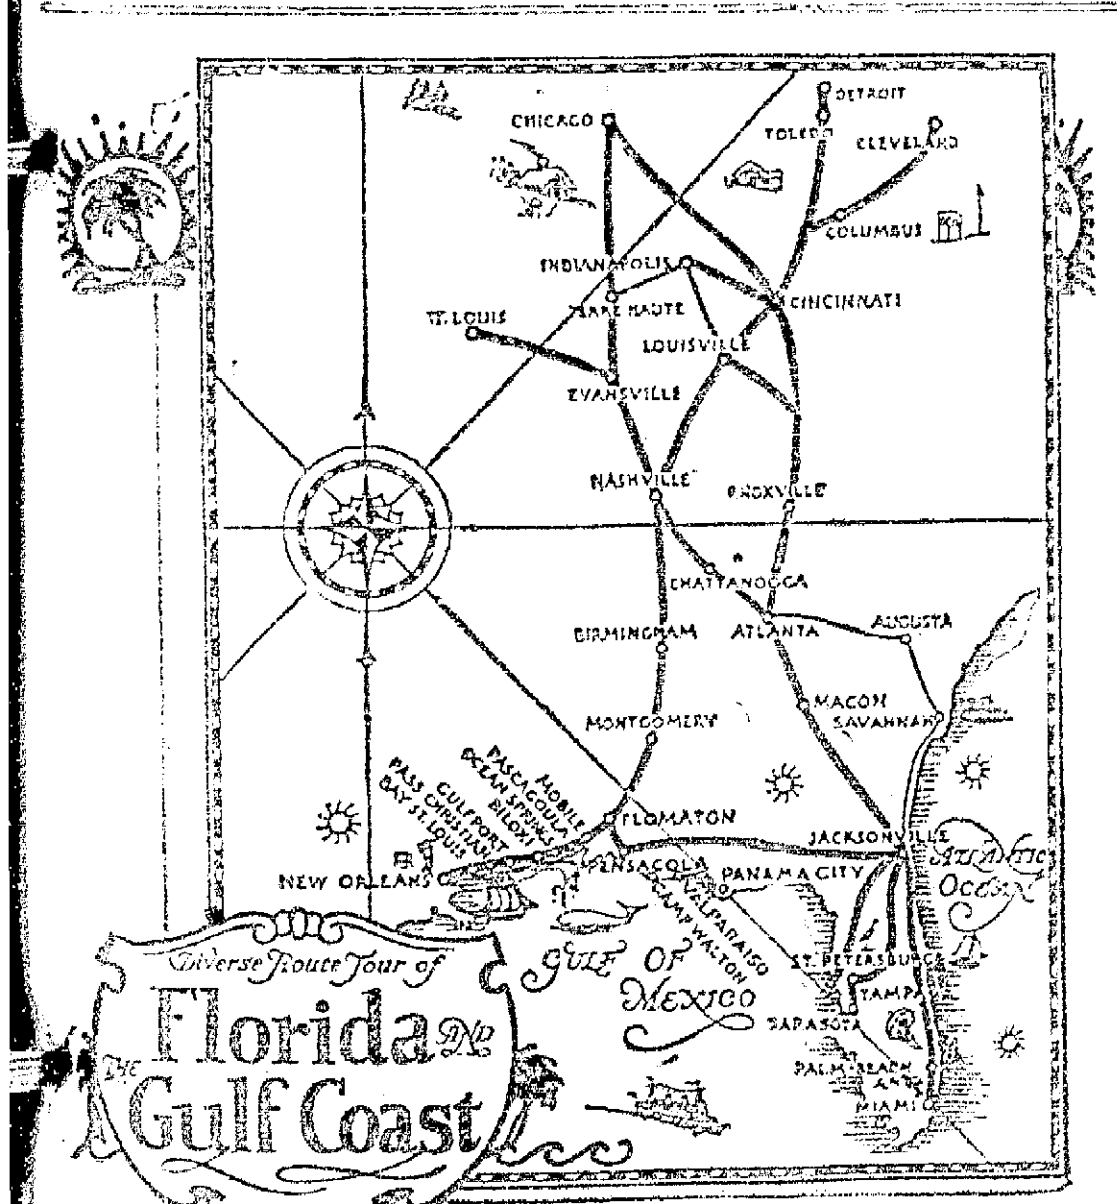 DETROIT
CHICAGO
TOLEDO
CLEVELAND
COLUMBUS
INDIANAPOLIS
CINCINNATI
TERRE HAUTE
ST. LOUIS
LOUISVILLE
EVANSVILLE
NASHVILLE
KNOXVILLE
CHATTANOOGA
AUGUSTA
BIRMINGHAM
ATLANTA
MACON
SAVANNAH
MONTGOMERY
MOBILE
PASCAGOULA
OCEAN SPRINGS
BILOXI
GULFPORT
PASS CHRISTIAN
BAY ST. LOUIS
FLOMATON
JACKSONVILLE
ATLANTIC
OCEAN
PENSACOLA
PANAMA CITY
NEW ORLEANS
VALPARAISO
CAMP WALTON
ST. PETERSBURG
GULF OF
MEXICO
TAMPA
SARASOTA
PALM BEACH
AND
MIAMI
Diverse Route Tour of
Florida AND
THE Gulf Coast